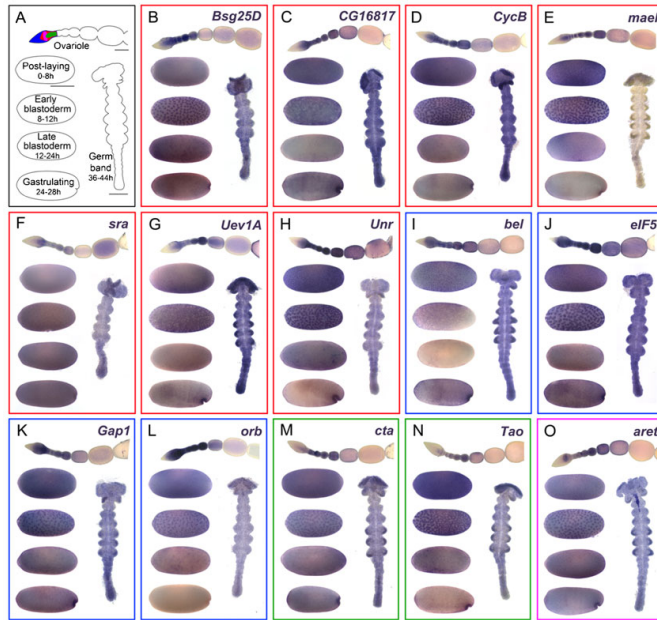 A
Ovariole
Post-laying
0-8h
Early
blastoderm
8-12h
Late
blastoderm
12-24h
Germ
band
36-44h
Gastrulating
24-28h
B Bsg25D
C CG16817
D CycB
E mael
F sra
G Uev1A
H Unr
I bel
J eIF5
K Gap1
L orb
M cta
N Tao
O aret